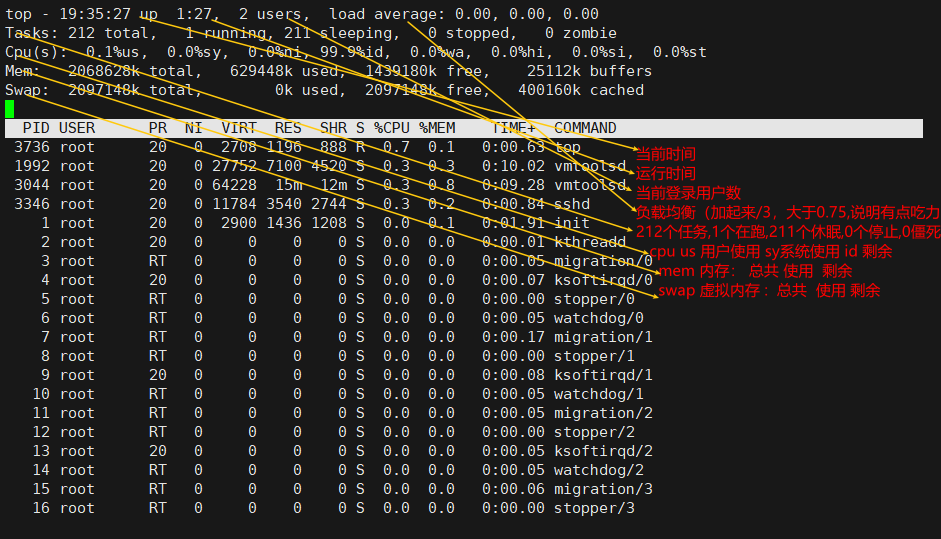 top - 19:35:27 up  1:27,  2 users,  load average: 0.00, 0.00, 0.00
Tasks: 212 total,   1 running, 211 sleeping,   0 stopped,   0 zombie
Cpu(s):  0.1%us,  0.0%sy,  0.0%ni, 99.9%id,  0.0%wa,  0.0%hi,  0.0%si,  0.0%st
Mem:   2068628k total,   629448k used,  1439180k free,    25112k buffers
Swap:  2097148k total,        0k used,  2097148k free,   400160k cached
PID USER      PR  NI  VIRT  RES  SHR S %CPU %MEM    TIME+  COMMAND
3736 root      20   0  2708 1196  888 R  0.7  0.1   0:00.63 top
当前时间
1992 root      20   0 27752 7100 4520 S  0.3  0.3   0:10.02 vmtoolsd
运行时间
3044 root      20   0 64228  15m  12m S  0.3  0.8   0:09.28 vmtoolsd
当前登录用户数
3346 root      20   0 11784 3540 2744 S  0.3  0.2   0:00.84 sshd
负载均衡（加起来/3，大于0.75,说明有点吃力
1 root      20   0  2900 1436 1208 S  0.0  0.1   0:01.91 init
212个任务,1个在跑,211个休眠,0个停止,0僵死
2 root      20   0     0    0    0 S  0.0  0.0   0:00.01 kthreadd
cpu us 用户使用 sy系统使用 id 剩余
3 root      RT   0     0    0    0 S  0.0  0.0   0:00.05 migration/0
mem 内存： 总共 使用  剩余
4 root      20   0     0    0    0 S  0.0  0.0   0:00.07 ksoftirqd/0
swap 虚拟内存 ：总共  使用 剩余
5 root      RT   0     0    0    0 S  0.0  0.0   0:00.00 stopper/0
6 root      RT   0     0    0    0 S  0.0  0.0   0:00.05 watchdog/0
7 root      RT   0     0    0    0 S  0.0  0.0   0:00.17 migration/1
8 root      RT   0     0    0    0 S  0.0  0.0   0:00.00 stopper/1
9 root      20   0     0    0    0 S  0.0  0.0   0:00.08 ksoftirqd/1
10 root      RT   0     0    0    0 S  0.0  0.0   0:00.05 watchdog/1
11 root      RT   0     0    0    0 S  0.0  0.0   0:00.05 migration/2
12 root      RT   0     0    0    0 S  0.0  0.0   0:00.00 stopper/2
13 root      20   0     0    0    0 S  0.0  0.0   0:00.05 ksoftirqd/2
14 root      RT   0     0    0    0 S  0.0  0.0   0:00.05 watchdog/2
15 root      RT   0     0    0    0 S  0.0  0.0   0:00.06 migration/3
16 root      RT   0     0    0    0 S  0.0  0.0   0:00.00 stopper/3